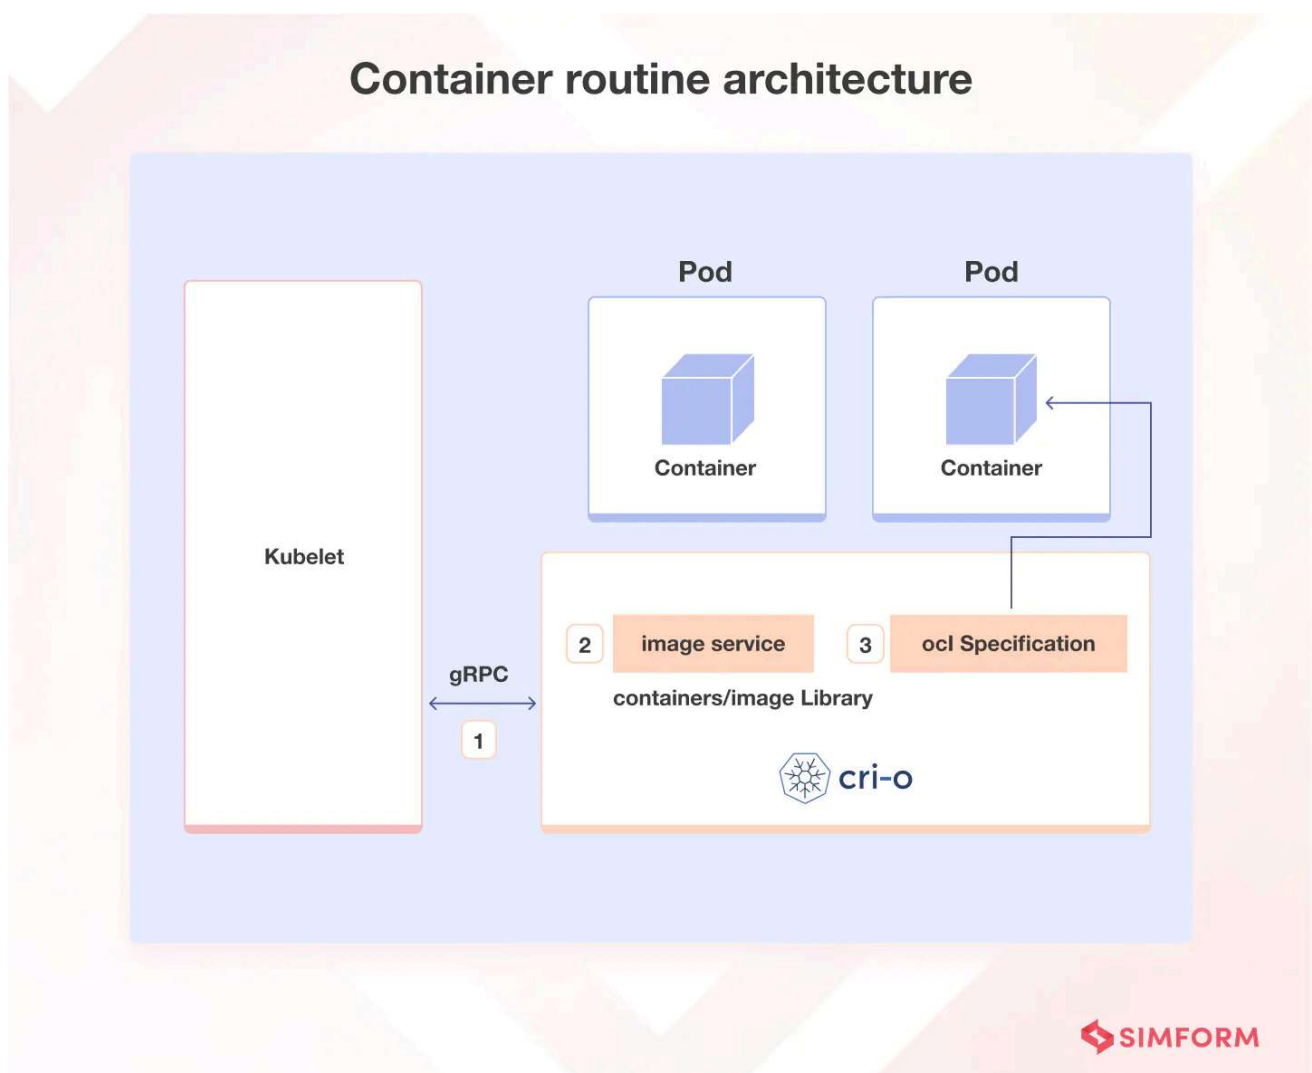 Container routine architecture
Pod
Pod
Container
Container
Kubelet
gRPC
1
2
image service
3
ocI Specification
containers/image Library
cri-o
SIMFORM